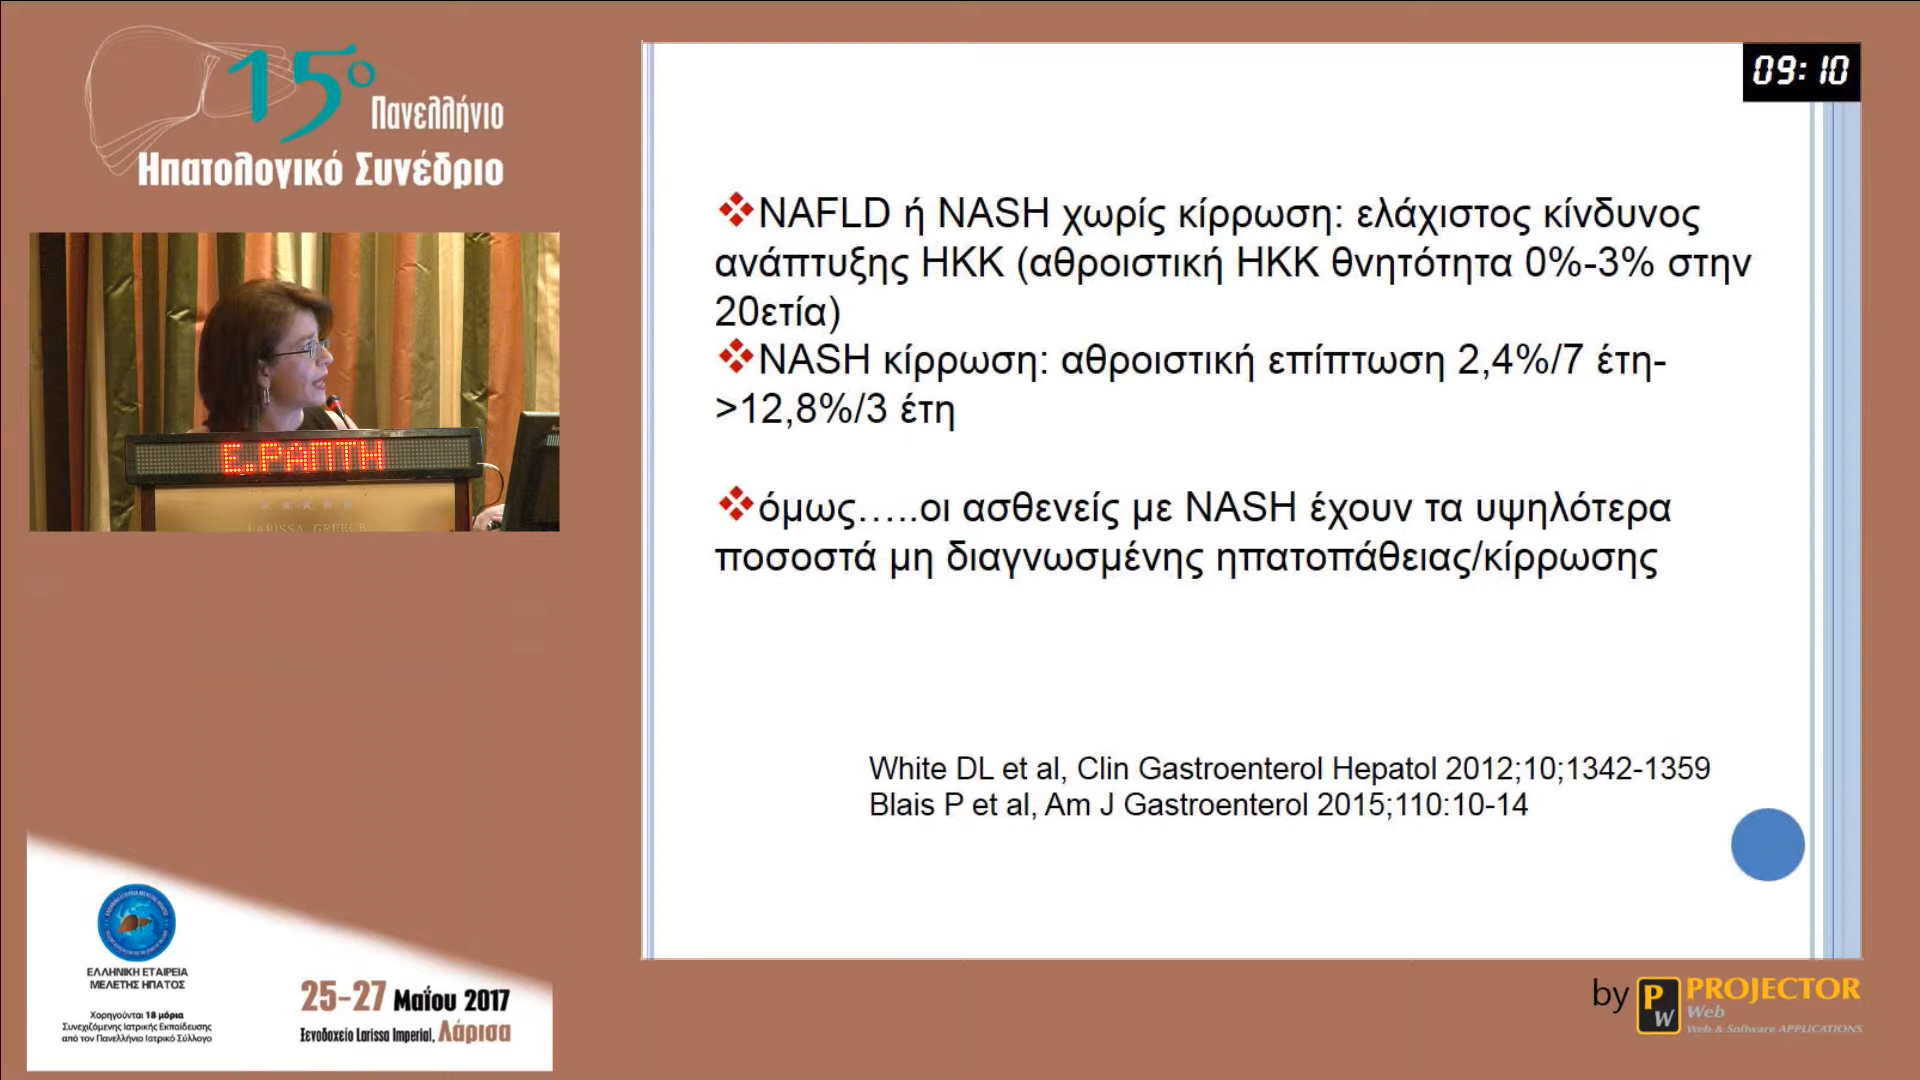 15ο
Πανελλήνιο
Ηπατολογικό Συνέδριο
Ε.ΡΑΠΤΗ
LARISSA GREECE
09:10
❖NAFLD ή NASH χωρίς κίρρωση: ελάχιστος κίνδυνος
ανάπτυξης ΗΚΚ (αθροιστική ΗΚΚ θνητότητα 0%-3% στην
20ετία)
❖NASH κίρρωση: αθροιστική επίπτωση 2,4%/7 έτη-
>12,8%/3 έτη
❖όμως…..οι ασθενείς με NASH έχουν τα υψηλότερα
ποσοστά μη διαγνωσμένης ηπατοπάθειας/κίρρωσης
White DL et al, Clin Gastroenterol Hepatol 2012;10;1342-1359
Blais P et al, Am J Gastroenterol 2015;110:10-14
ΕΛΛΗΝΙΚΗ ΕΤΑΙΡΕΙΑ
ΜΕΛΕΤΗΣ ΗΠΑΤΟΣ
Χορηγούνται 18 μόρια
Συνεχιζόμενης Ιατρικής Εκπαίδευσης
από τον Πανελλήνιο Ιατρικό Σύλλογο
25-27 Μαΐου 2017
Ξενοδοχείο Larissa Imperial, Λάρισα
by PW PROJECTOR
Web
Web & Software APPLICATIONS